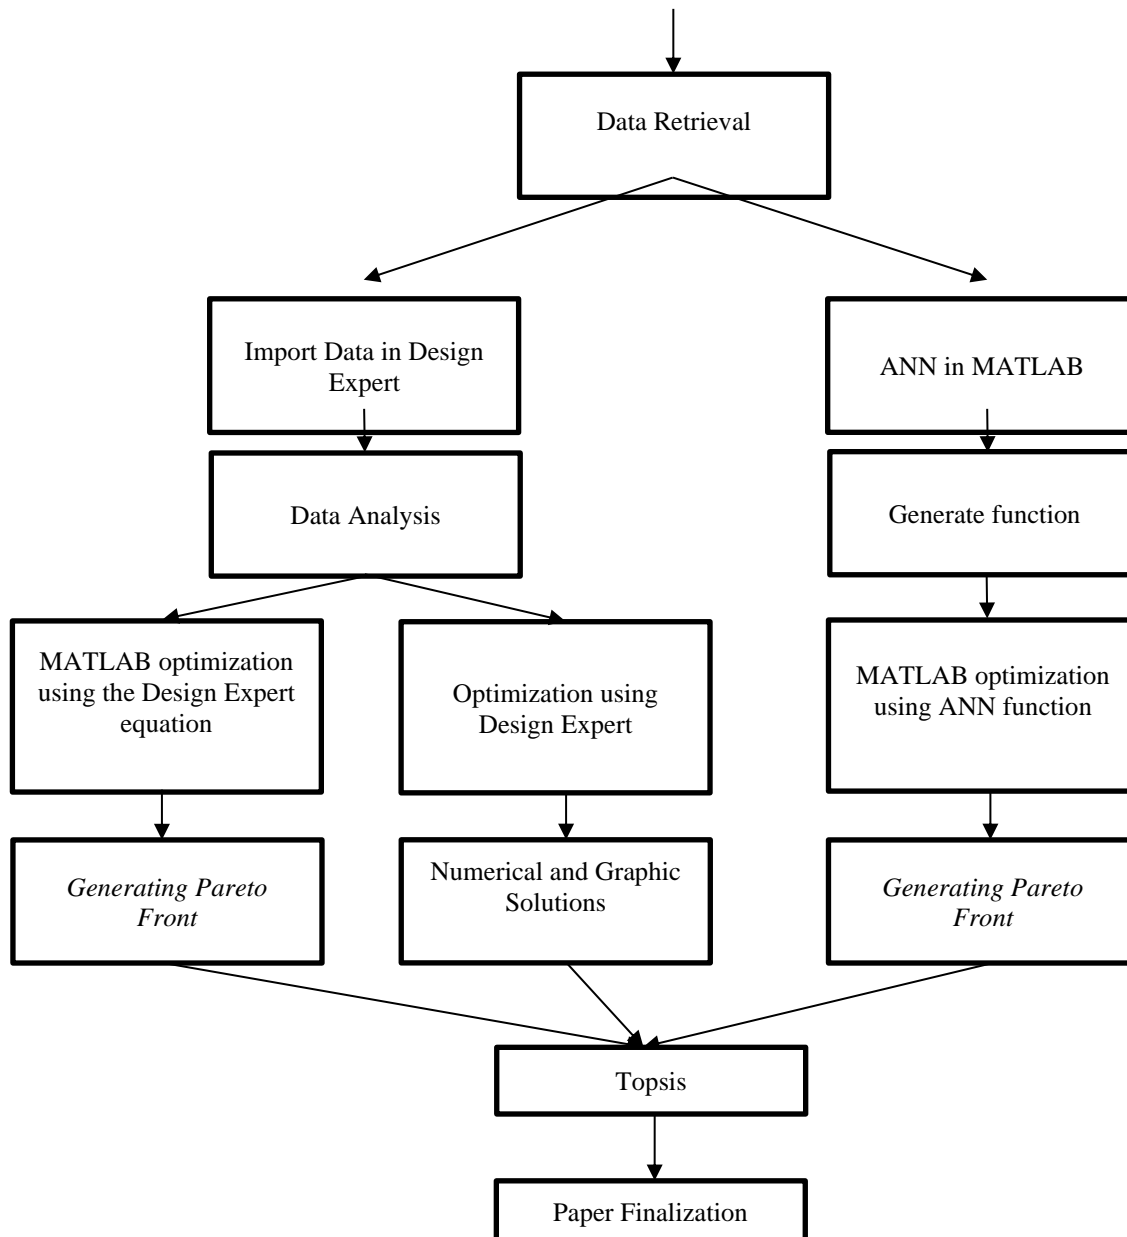 Data Retrieval
Import Data in Design
Expert
ANN in MATLAB
Data Analysis
Generate function
MATLAB optimization
using the Design Expert
equation
Optimization using
Design Expert
MATLAB optimization
using ANN function
Generating Pareto
Front
Numerical and Graphic
Solutions
Generating Pareto
Front
Topsis
Paper Finalization